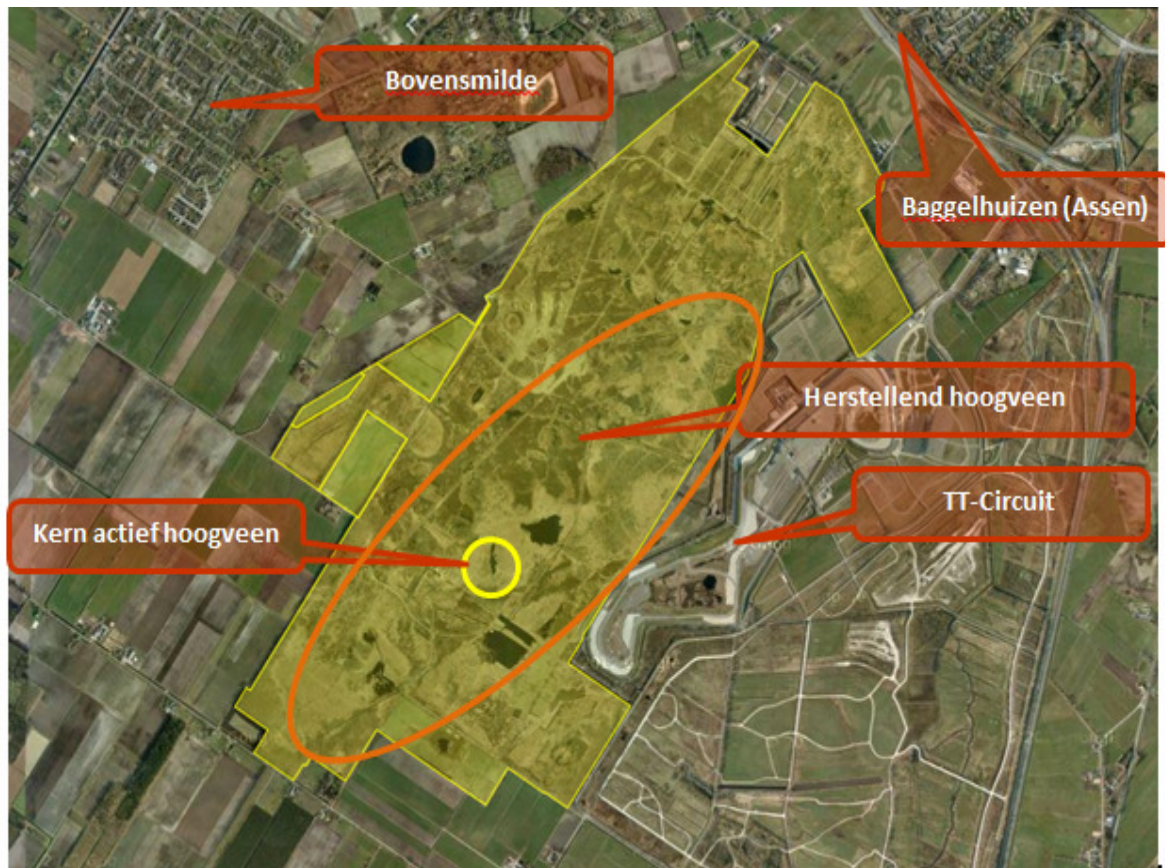 Bovensmilde
Baggelhuizen (Assen)
Herstellend hoogveen
TT-Circuit
Kern actief hoogveen